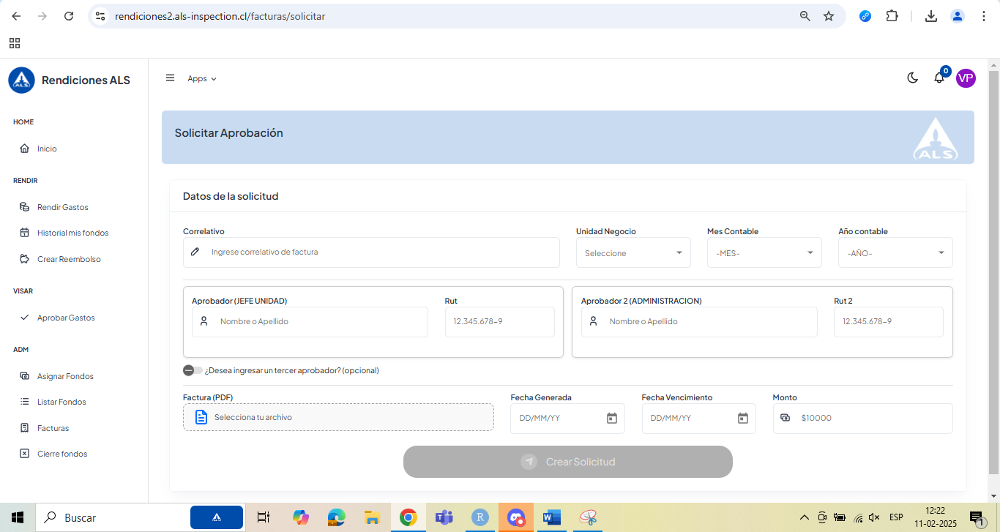 rendiciones2.als-inspection.cl/facturas/solicitar
ALS
Rendiciones ALS
Apps
0
VP
HOME
Inicio
RENDIR
Rendir Gastos
Historial mis fondos
Crear Reembolso
VISAR
Aprobar Gastos
ADM
Asignar Fondos
Listar Fondos
Facturas
Cierre fondos
Solicitar Aprobación
ALS
Datos de la solicitud
Correlativo
Unidad Negocio
Mes Contable
Año contable
Ingrese correlativo de factura
Seleccione
-MES-
-AÑO-
Aprobador (JEFE UNIDAD)
Rut
Aprobador 2 (ADMINISTRACION)
Rut 2
Nombre o Apellido
12.345.678-9
Nombre o Apellido
12.345.678-9
¿Desea ingresar un tercer aprobador? (opcional)
Factura (PDF)
Fecha Generada
Fecha Vencimiento
Monto
Selecciona tu archivo
DD/MM/YY
DD/MM/YY
$10000
Crear Solicitud
Buscar
R
W
ESP
12:22
11-02-2025
1